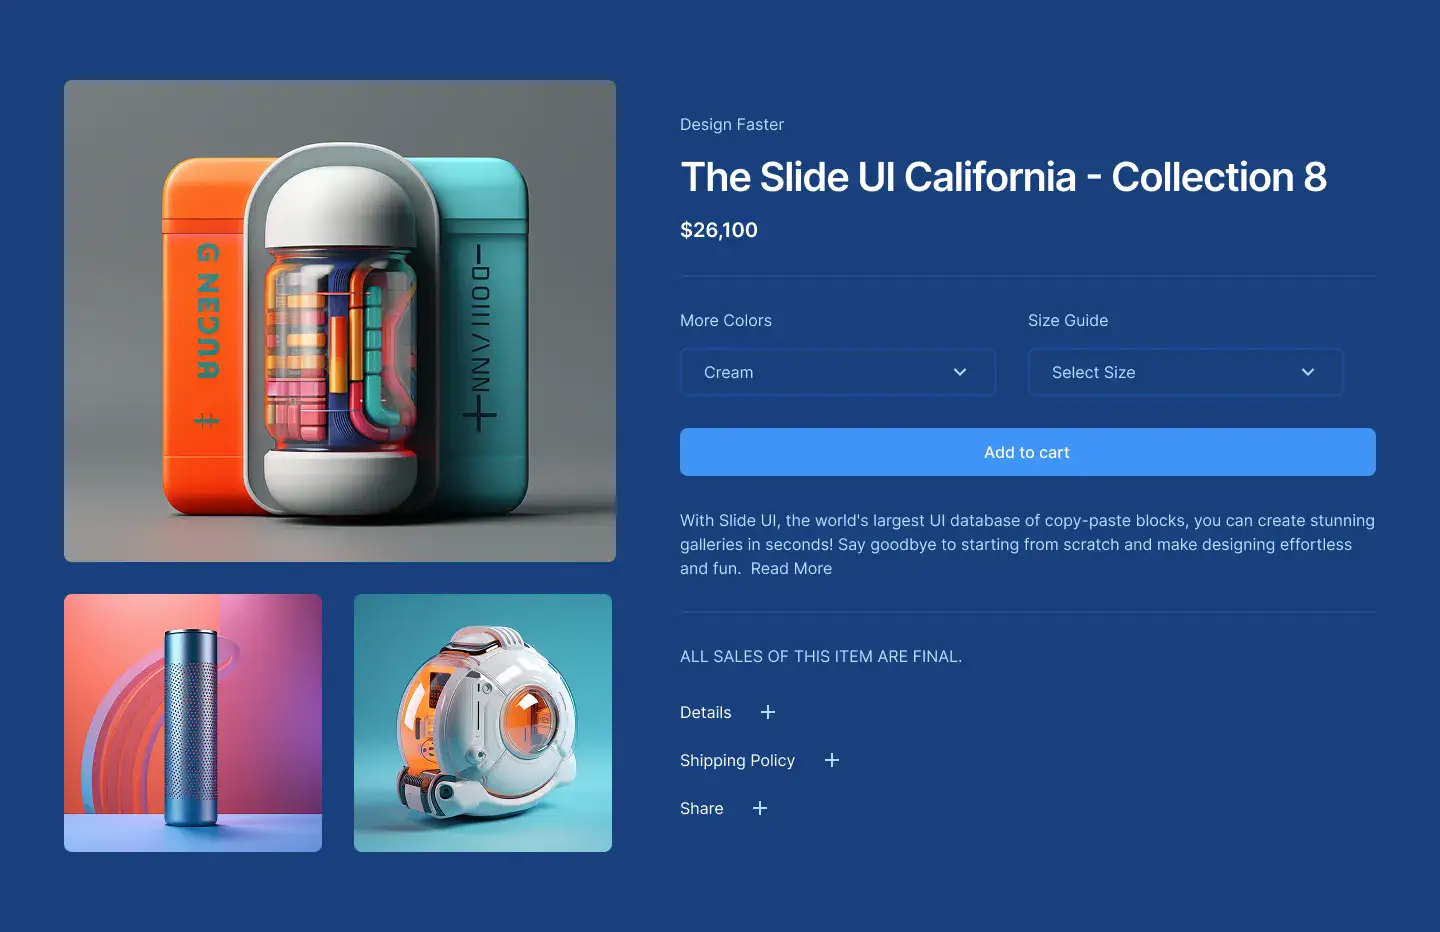 Design Faster
The Slide UI California - Collection 8
$26,100
More Colors
Size Guide
Cream
Select Size
Add to cart
With Slide UI, the world's largest UI database of copy-paste blocks, you can create stunning
galleries in seconds! Say goodbye to starting from scratch and make designing effortless
and fun.  Read More
ALL SALES OF THIS ITEM ARE FINAL.
Details
Shipping Policy
Share